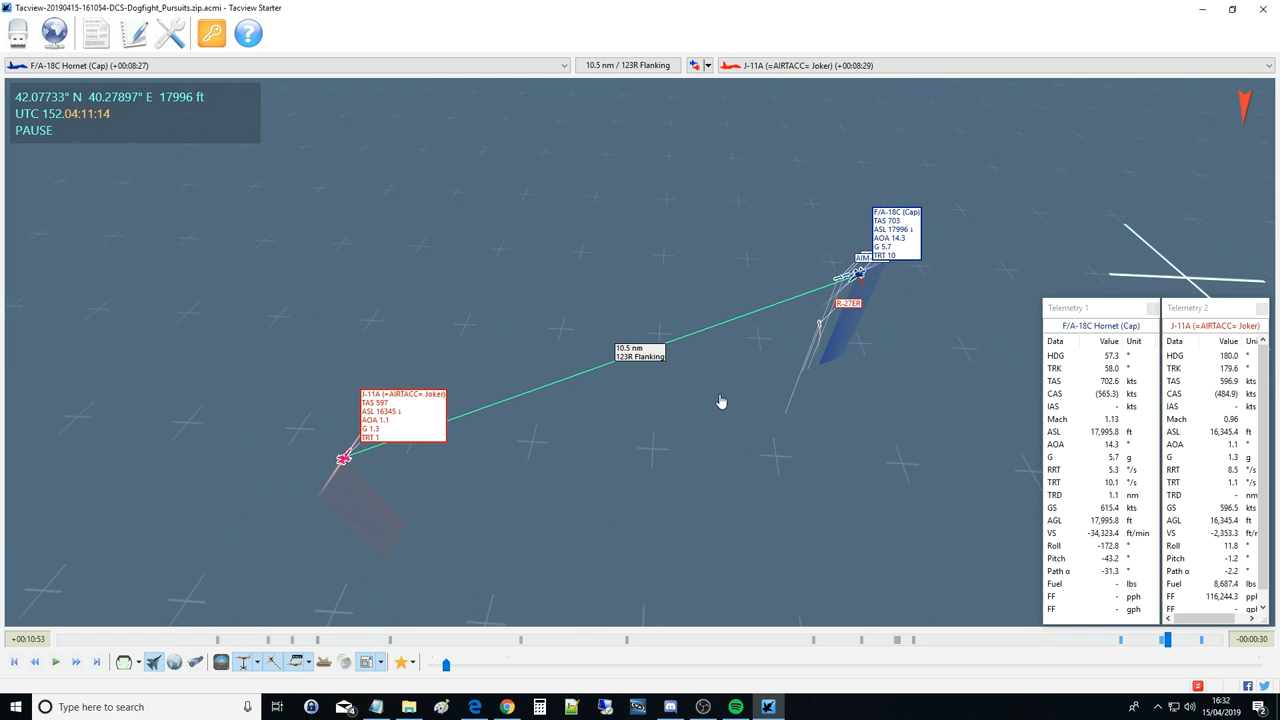 Tacview-20190415-161054-DCS-Dogfight_Pursuits.zip.acmi - Tacview Starter
F/A-18C Hornet (Cap) (+00:08:27)
10.5 nm / 123R Flanking
J-11A (=AIRTACC= Joker) (+00:08:29)
42.07733° N 40.27897° E 17996 ft
UTC 152.04:11:14
PAUSE
F/A-18C (Cap)
TAS 703
ASL 17996 ↓
AOA 14.3
G 5.7
TRT 10
AIM
R-27ER
10.5 nm
123R Flanking
J-11A (=AIRTACC= Joker)
TAS 597
ASL 16345 ↓
AOA 1.1
G 1.3
TRT 1
Telemetry 1
F/A-18C Hornet (Cap)
Data Value Unit
HDG 57.3 °
TRK 58.0 °
TAS 702.6 kts
CAS (565.3) kts
IAS - kts
Mach 1.13
ASL 17,995.8 ft
AOA 14.3 °
G 5.7 g
RRT 5.3 °/s
TRT 10.1 °/s
TRD 1.1 nm
GS 615.4 kts
AGL 17,995.8 ft
VS -34,323.4 ft/min
Roll -172.8 °
Pitch -43.2 °
Path α -31.3 °
Fuel - lbs
FF - pph
FF - gph
Telemetry 2
J-11A (=AIRTACC= Joker)
Data Value Uni
HDG 180.0 °
TRK 179.6 °
TAS 596.9 kts
CAS (484.9) kts
IAS - kts
Mach 0.96
ASL 16,345.4 ft
AOA 1.1 °
G 1.3 g
RRT 8.5 °/s
TRT 1.1 °/s
TRD - nm
GS 596.5 kts
AGL 16,345.4 ft
VS -2,353.3 ft/r
Roll 11.8 °
Pitch -1.2 °
Path α -2.2 °
Fuel 8,687.4 lbs
FF 116,244.3 ppl
FF - gph
+00:10:53
-00:00:30
Type here to search
16:32
15/04/2019